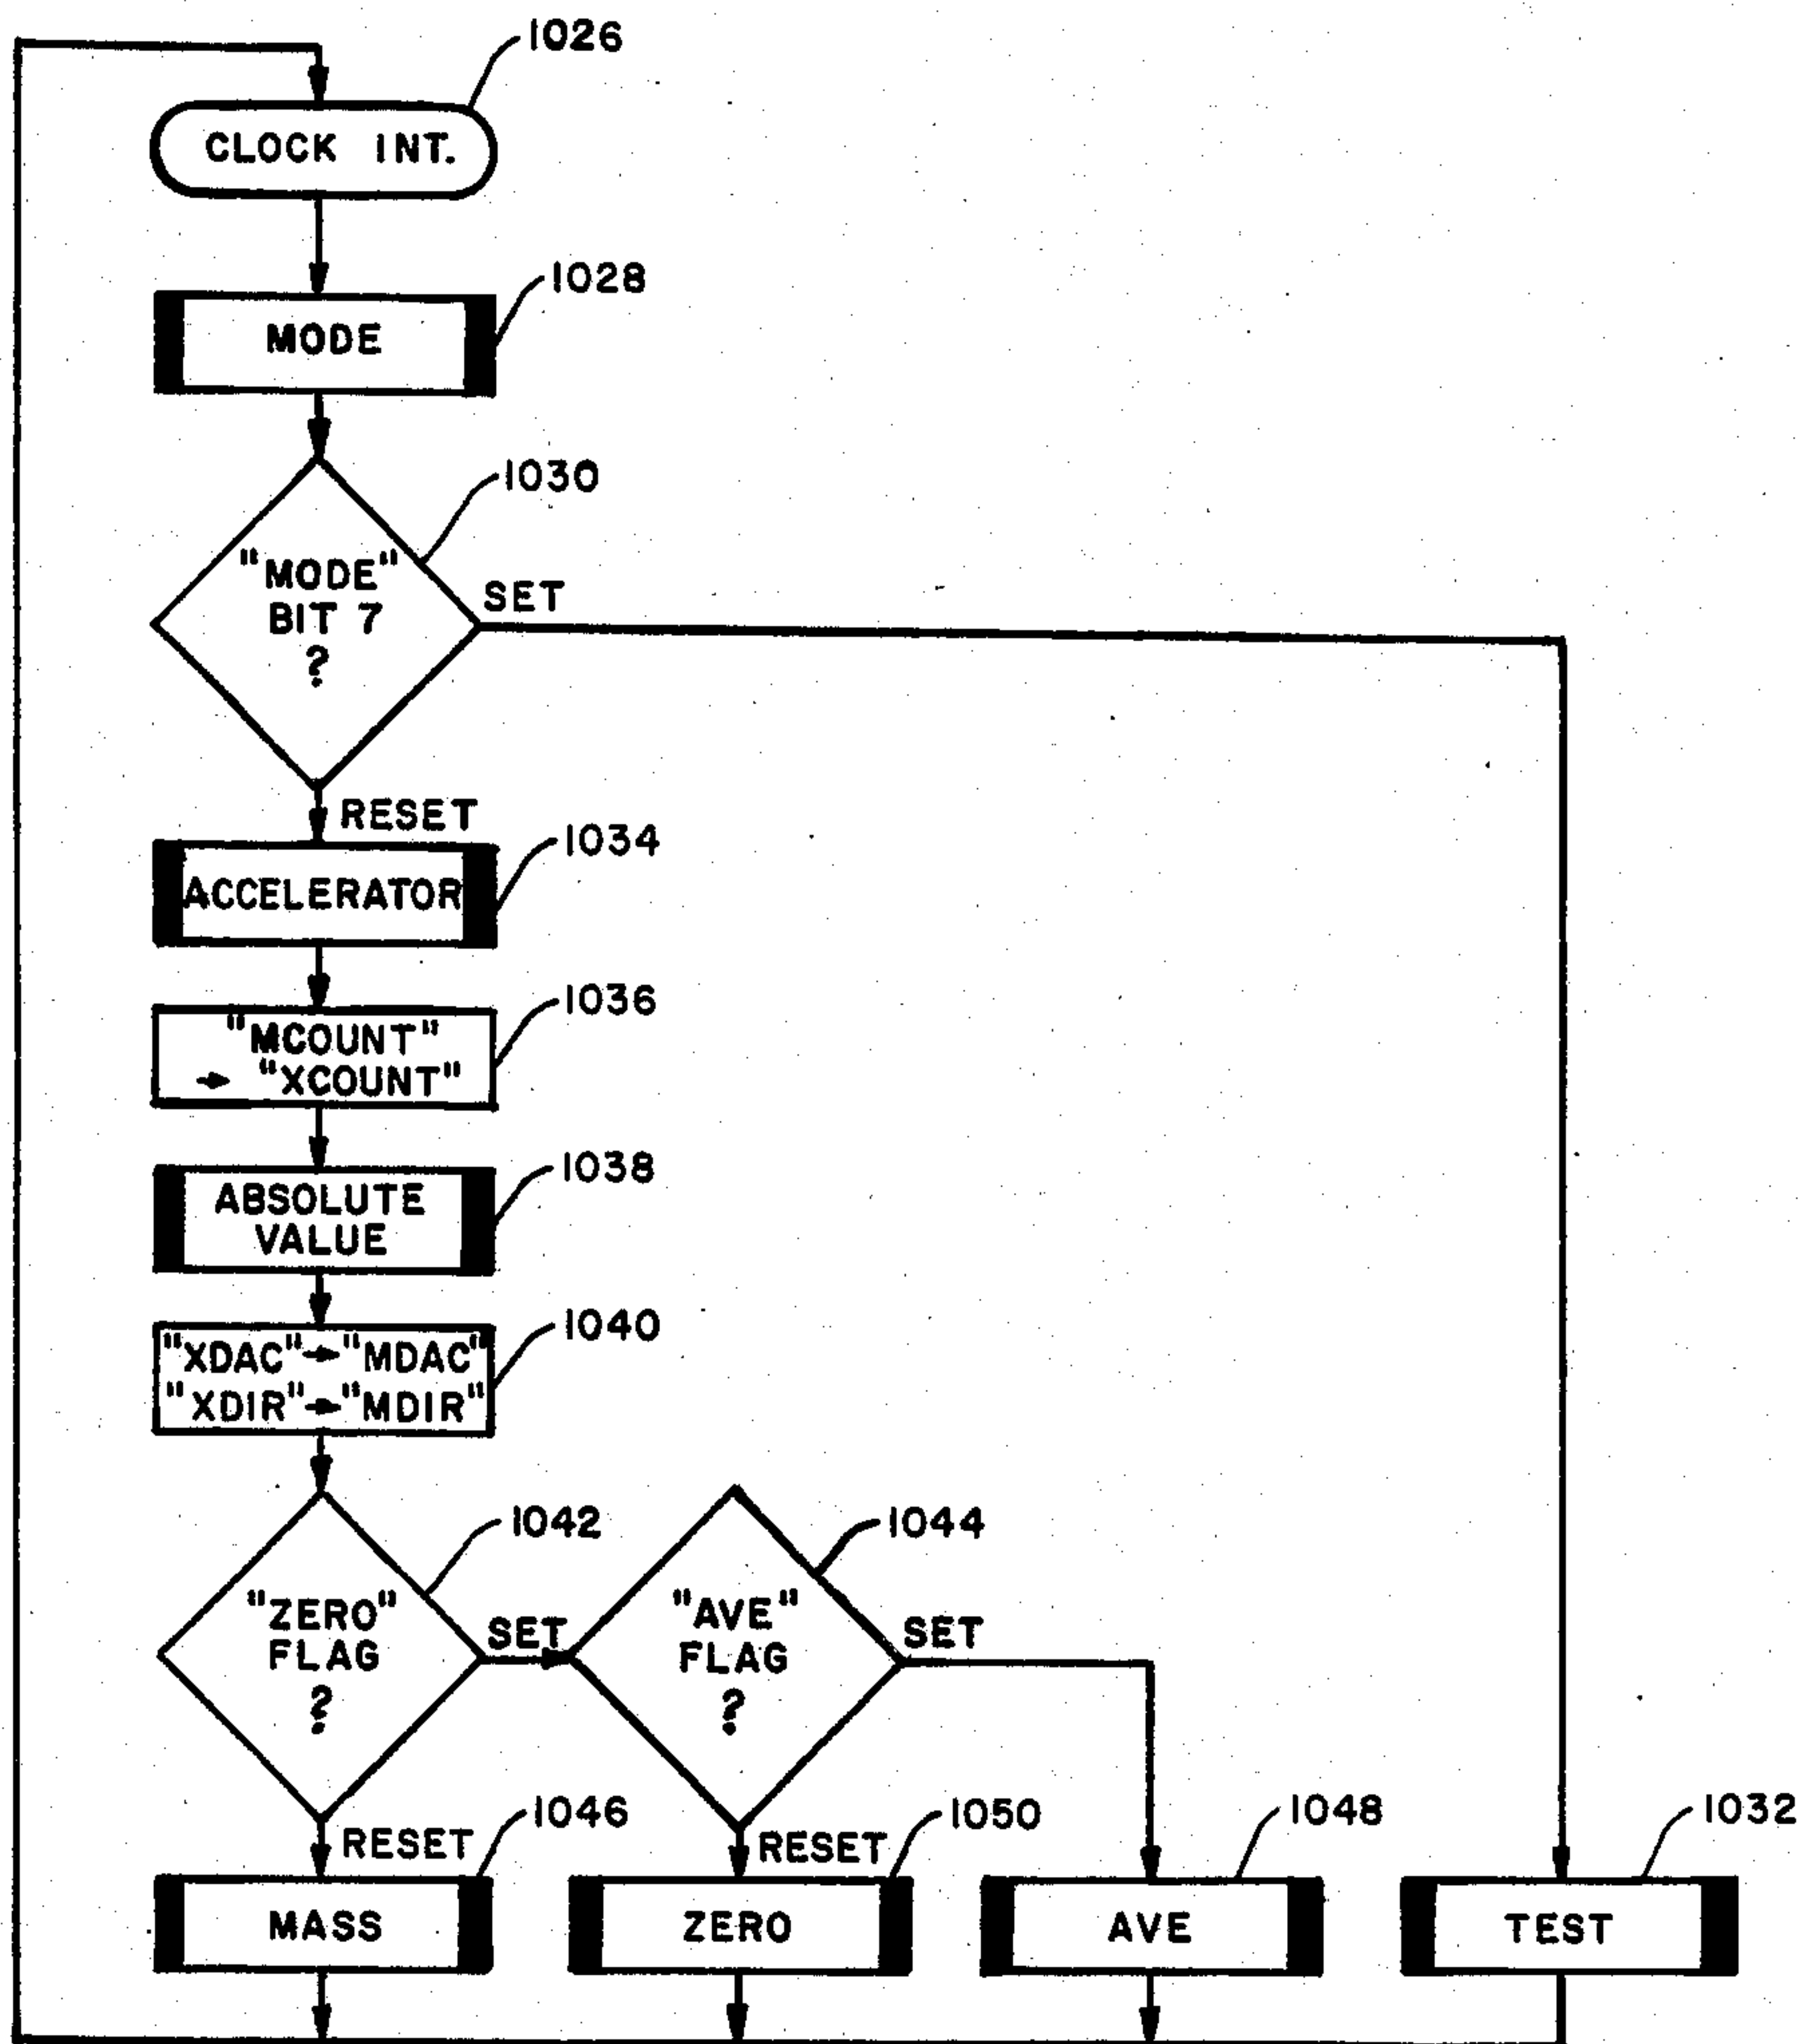 1026
CLOCK INT.
1028
MODE
1030
"MODE"
BIT 7
?
SET
RESET
1034
ACCELERATOR
1036
"MCOUNT"
→ "XCOUNT"
1038
ABSOLUTE
VALUE
1040
"XDAC"→"MDAC"
"XDIR"→"MDIR"
1042
"ZERO"
FLAG
?
SET
1044
"AVE"
FLAG
?
SET
RESET
1046
MASS
RESET
1050
ZERO
1048
AVE
1032
TEST